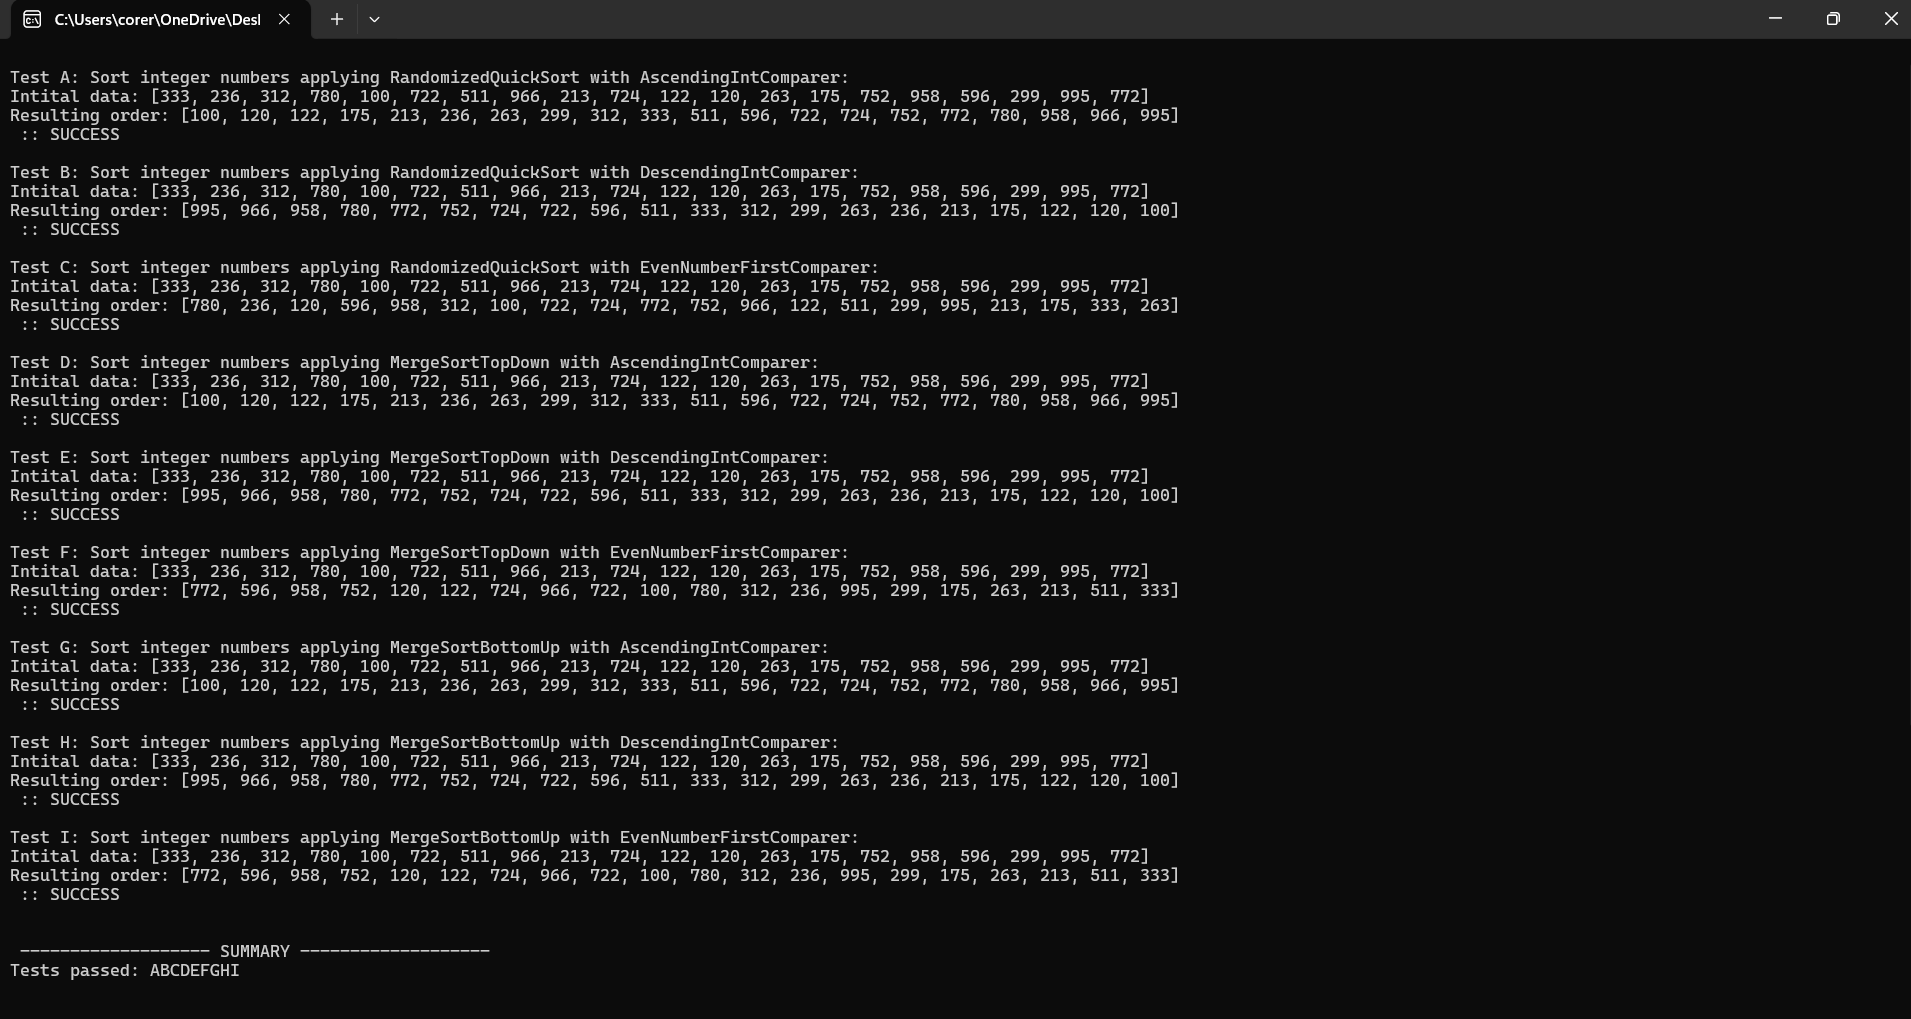 C:\Users\corer\OneDrive\Desl
Test A: Sort integer numbers applying RandomizedQuickSort with AscendingIntComparer:
Intital data: [333, 236, 312, 780, 100, 722, 511, 966, 213, 724, 122, 120, 263, 175, 752, 958, 596, 299, 995, 772]
Resulting order: [100, 120, 122, 175, 213, 236, 263, 299, 312, 333, 511, 596, 722, 724, 752, 772, 780, 958, 966, 995]
:: SUCCESS
Test B: Sort integer numbers applying RandomizedQuickSort with DescendingIntComparer:
Intital data: [333, 236, 312, 780, 100, 722, 511, 966, 213, 724, 122, 120, 263, 175, 752, 958, 596, 299, 995, 772]
Resulting order: [995, 966, 958, 780, 772, 752, 724, 722, 596, 511, 333, 312, 299, 263, 236, 213, 175, 122, 120, 100]
:: SUCCESS
Test C: Sort integer numbers applying RandomizedQuickSort with EvenNumberFirstComparer:
Intital data: [333, 236, 312, 780, 100, 722, 511, 966, 213, 724, 122, 120, 263, 175, 752, 958, 596, 299, 995, 772]
Resulting order: [780, 236, 120, 596, 958, 312, 100, 722, 724, 772, 752, 966, 122, 511, 299, 995, 213, 175, 333, 263]
:: SUCCESS
Test D: Sort integer numbers applying MergeSortTopDown with AscendingIntComparer:
Intital data: [333, 236, 312, 780, 100, 722, 511, 966, 213, 724, 122, 120, 263, 175, 752, 958, 596, 299, 995, 772]
Resulting order: [100, 120, 122, 175, 213, 236, 263, 299, 312, 333, 511, 596, 722, 724, 752, 772, 780, 958, 966, 995]
:: SUCCESS
Test E: Sort integer numbers applying MergeSortTopDown with DescendingIntComparer:
Intital data: [333, 236, 312, 780, 100, 722, 511, 966, 213, 724, 122, 120, 263, 175, 752, 958, 596, 299, 995, 772]
Resulting order: [995, 966, 958, 780, 772, 752, 724, 722, 596, 511, 333, 312, 299, 263, 236, 213, 175, 122, 120, 100]
:: SUCCESS
Test F: Sort integer numbers applying MergeSortTopDown with EvenNumberFirstComparer:
Intital data: [333, 236, 312, 780, 100, 722, 511, 966, 213, 724, 122, 120, 263, 175, 752, 958, 596, 299, 995, 772]
Resulting order: [772, 596, 958, 752, 120, 122, 724, 966, 722, 100, 780, 312, 236, 995, 299, 175, 263, 213, 511, 333]
:: SUCCESS
Test G: Sort integer numbers applying MergeSortBottomUp with AscendingIntComparer:
Intital data: [333, 236, 312, 780, 100, 722, 511, 966, 213, 724, 122, 120, 263, 175, 752, 958, 596, 299, 995, 772]
Resulting order: [100, 120, 122, 175, 213, 236, 263, 299, 312, 333, 511, 596, 722, 724, 752, 772, 780, 958, 966, 995]
:: SUCCESS
Test H: Sort integer numbers applying MergeSortBottomUp with DescendingIntComparer:
Intital data: [333, 236, 312, 780, 100, 722, 511, 966, 213, 724, 122, 120, 263, 175, 752, 958, 596, 299, 995, 772]
Resulting order: [995, 966, 958, 780, 772, 752, 724, 722, 596, 511, 333, 312, 299, 263, 236, 213, 175, 122, 120, 100]
:: SUCCESS
Test I: Sort integer numbers applying MergeSortBottomUp with EvenNumberFirstComparer:
Intital data: [333, 236, 312, 780, 100, 722, 511, 966, 213, 724, 122, 120, 263, 175, 752, 958, 596, 299, 995, 772]
Resulting order: [772, 596, 958, 752, 120, 122, 724, 966, 722, 100, 780, 312, 236, 995, 299, 175, 263, 213, 511, 333]
:: SUCCESS
------------------- SUMMARY -------------------
Tests passed: ABCDEFGHI